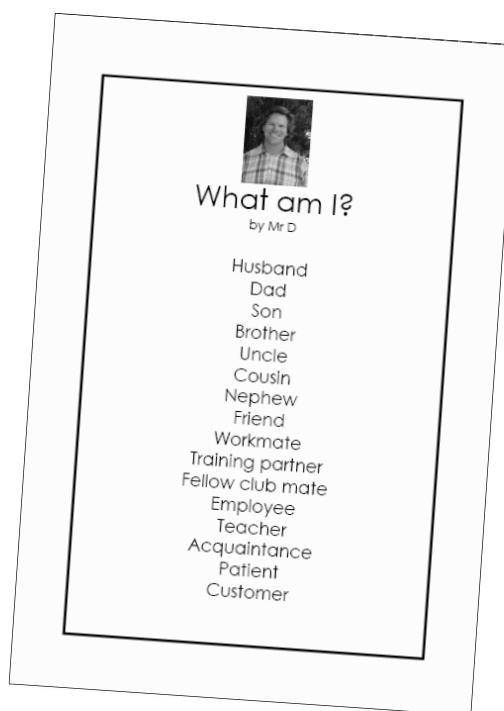 What am I?
by Mr D
Husband
Dad
Son
Brother
Uncle
Cousin
Nephew
Friend
Workmate
Training partner
Fellow club mate
Employee
Teacher
Acquaintance
Patient
Customer